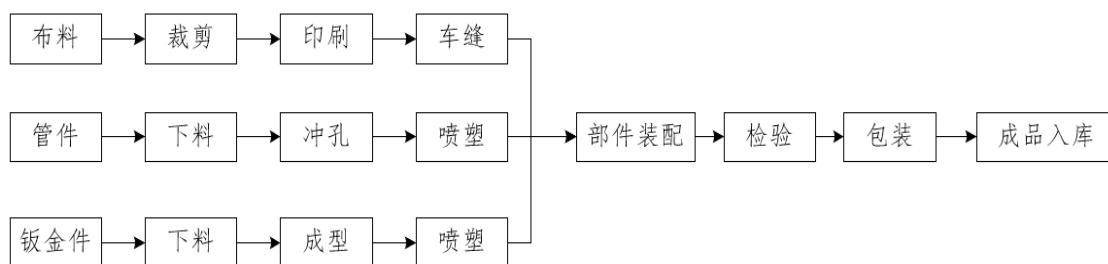 布料 裁剪 印刷 车缝
管件 下料 冲孔 喷塑 部件装配 检验 包装 成品入库
钣金件 下料 成型 喷塑